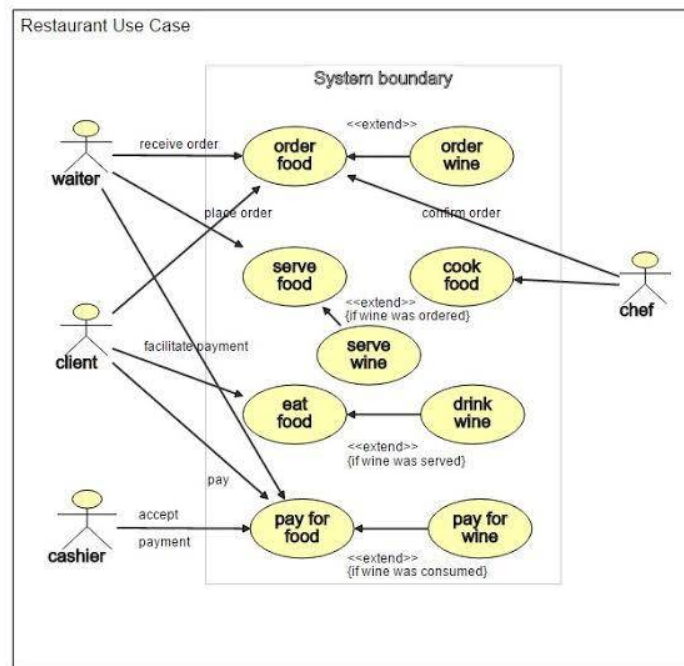 Restaurant Use Case
System boundary
<<extend>>
receive order
order
food
order
wine
waiter
place order
confirm order
serve
food
cook
food
chef
<<extend>>
{if wine was ordered}
facilitate payment
serve
wine
client
eat
food
drink
wine
<<extend>>
{if wine was served}
pay
accept
payment
pay for
food
pay for
wine
cashier
<<extend>>
{if wine was consumed}